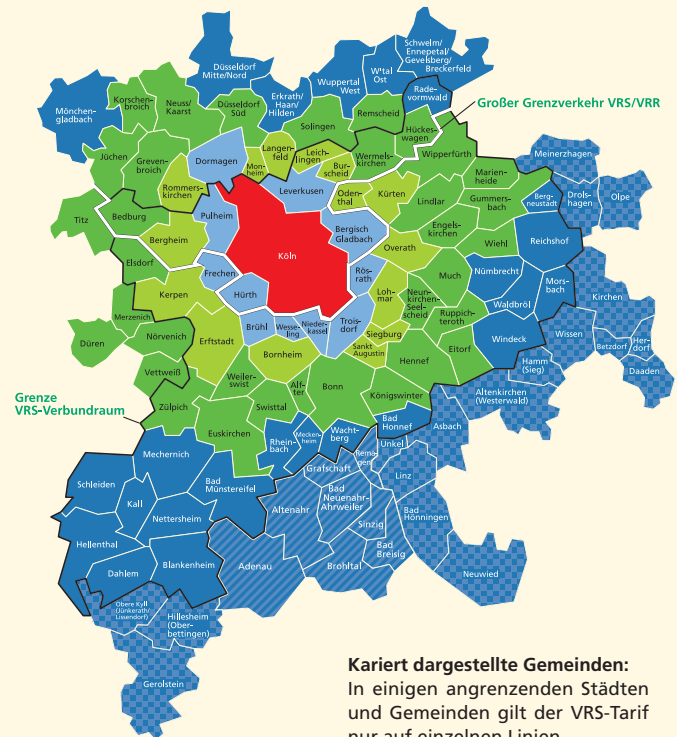 Schwelm/
Ennepetal/
Gevelsberg/
Breckerfeld
Düsseldorf
Mitte/Nord
W'tal
Ost
Wuppertal
West
Erkrath/
Haan/
Hilden
Rade-
vormwald
Mönchen-
gladbach
Korschen-
broich
Neuss/
Kaarst
Düsseldorf
Süd
Solingen
Remscheid
Großer Grenzverkehr VRS/VRR
Hückes-
wagen
Jüchen
Greven-
broich
Dormagen
Langen-
feld
Mon-
heim
Leich-
lingen
Bur-
scheid
Wermels-
kirchen
Wipperfürth
Meinerzhagen
Rommers-
kirchen
Leverkusen
Oden-
thal
Kürten
Lindlar
Marien-
heide
Gummers-
bach
Berg-
neustadt
Drols-
hagen
Olpe
Titz
Bedburg
Pulheim
Bergheim
Köln
Bergisch
Gladbach
Overath
Engels-
kirchen
Wiehl
Reichshof
Elsdorf
Frechen
Kerpen
Hürth
Rös-
rath
Loh-
mar
Much
Neun-
kirchen-
Seel-
scheid
Nümbrecht
Mors-
bach
Waldbröl
Kirchen
Merzenich
Düren
Nörvenich
Erftstadt
Brühl
Wesse-
ling
Nieder-
kassel
Trois-
dorf
Siegburg
Sankt
Augustin
Ruppich-
teroth
Eitorf
Windeck
Wissen
Betzdorf
Her-
dorf
Daaden
Hamm
(Sieg)
Vettweiß
Bornheim
Hennef
Weiler-
swist
Alf-
ter
Bonn
Königswinter
Altenkirchen
(Westerwald)
Grenze
VRS-Verbundraum
Zülpich
Swisttal
Euskirchen
Rhein-
bach
Mecken-
heim
Wacht-
berg
Bad
Honnef
Unkel
Asbach
Mechernich
Bad
Münstereifel
Grafschaft
Rema-
gen
Linz
Schleiden
Kall
Nettersheim
Altenahr
Bad
Neuenahr-
Ahrweiler
Sinzig
Bad
Hönningen
Hellenthal
Dahlem
Blankenheim
Adenau
Brohltal
Bad
Breisig
Neuwied
Obere Kyll
(Jünkerath/
Lissendorf)
Hillesheim
(Ober-
bettingen)
Gerolstein
Kariert dargestellte Gemeinden:
In einigen angrenzenden Städten
und Gemeinden gilt der VRS-Tarif
nur auf einzelnen Linien